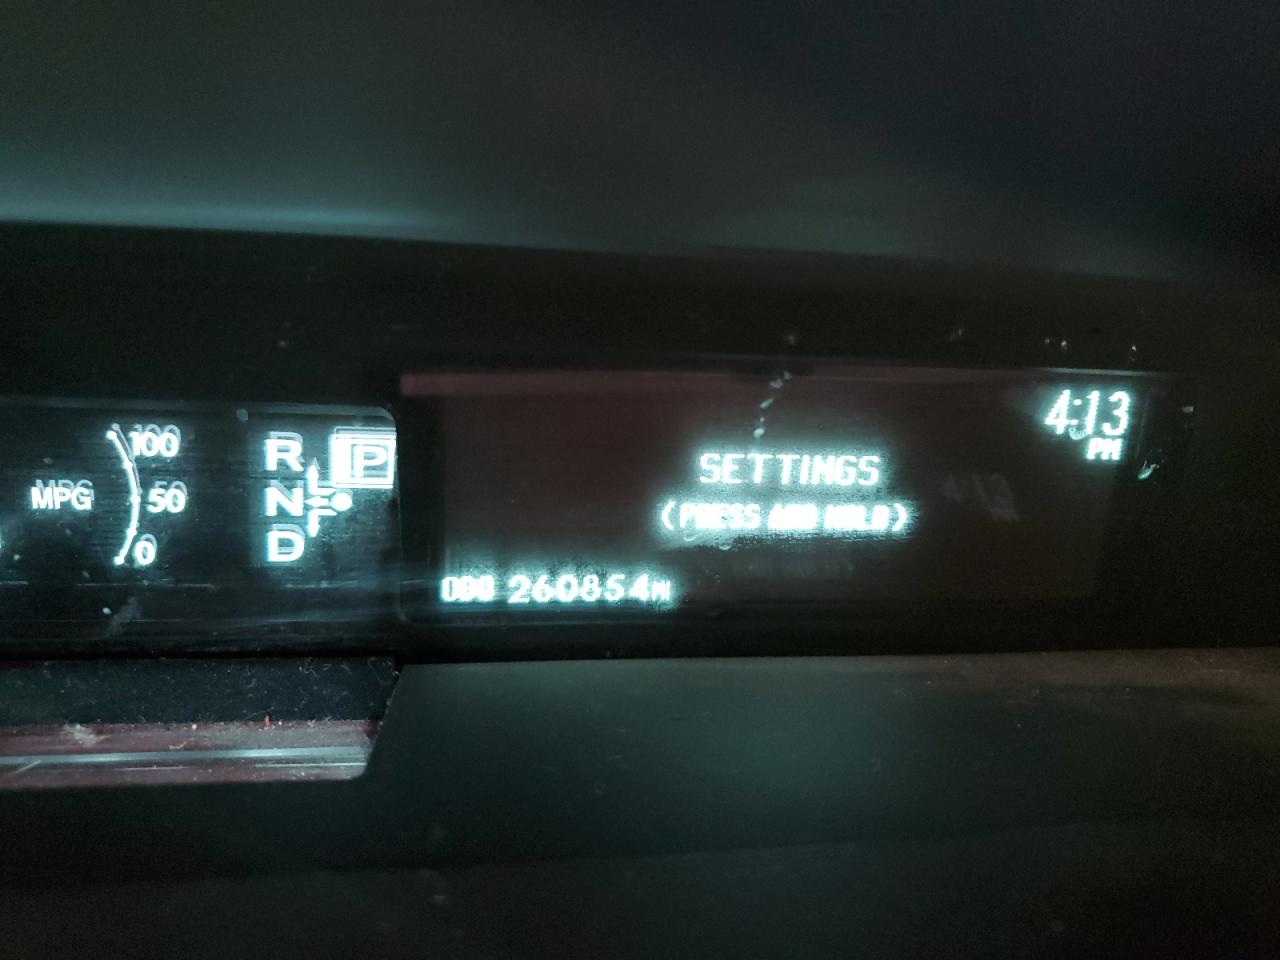 100
MPG 50
0
R P
N
D
4:13
PM
SETTINGS
(PRESS AND HOLD)
ODO 260854MI